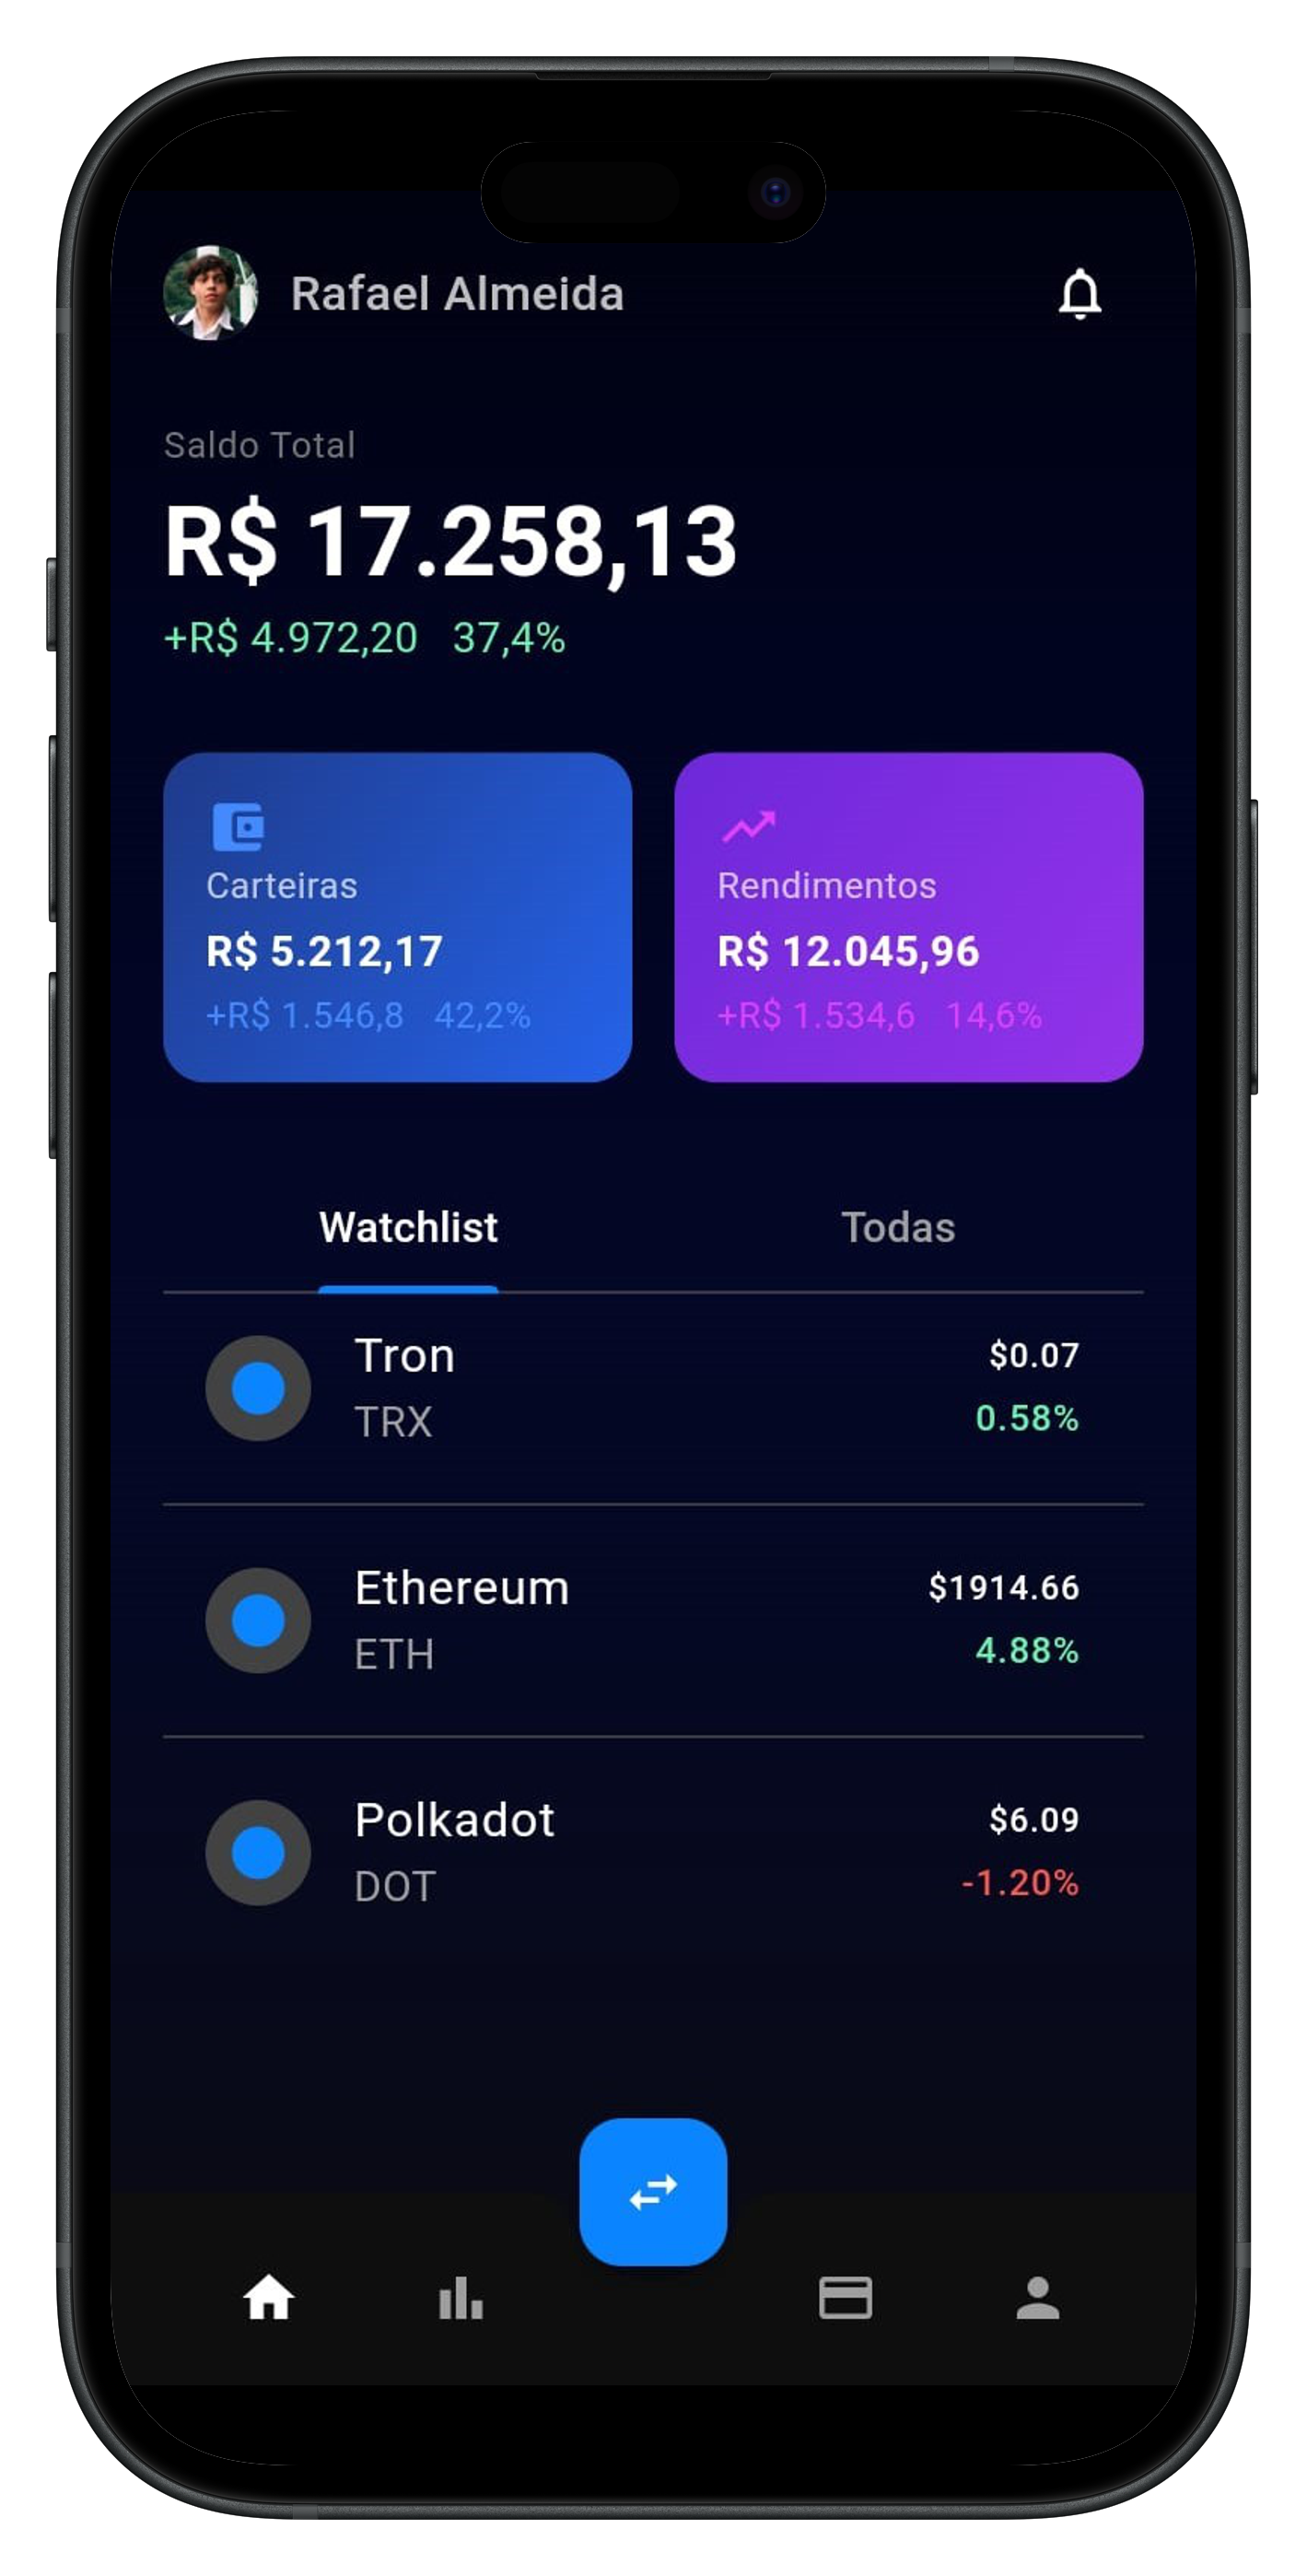 Rafael Almeida
Saldo Total
R$ 17.258,13
+R$ 4.972,20 37,4%
Carteiras
R$ 5.212,17
+R$ 1.546,8 42,2%
Rendimentos
R$ 12.045,96
+R$ 1.534,6 14,6%
Watchlist Todas
Tron $0.07
TRX 0.58%
Ethereum $1914.66
ETH 4.88%
Polkadot $6.09
DOT -1.20%